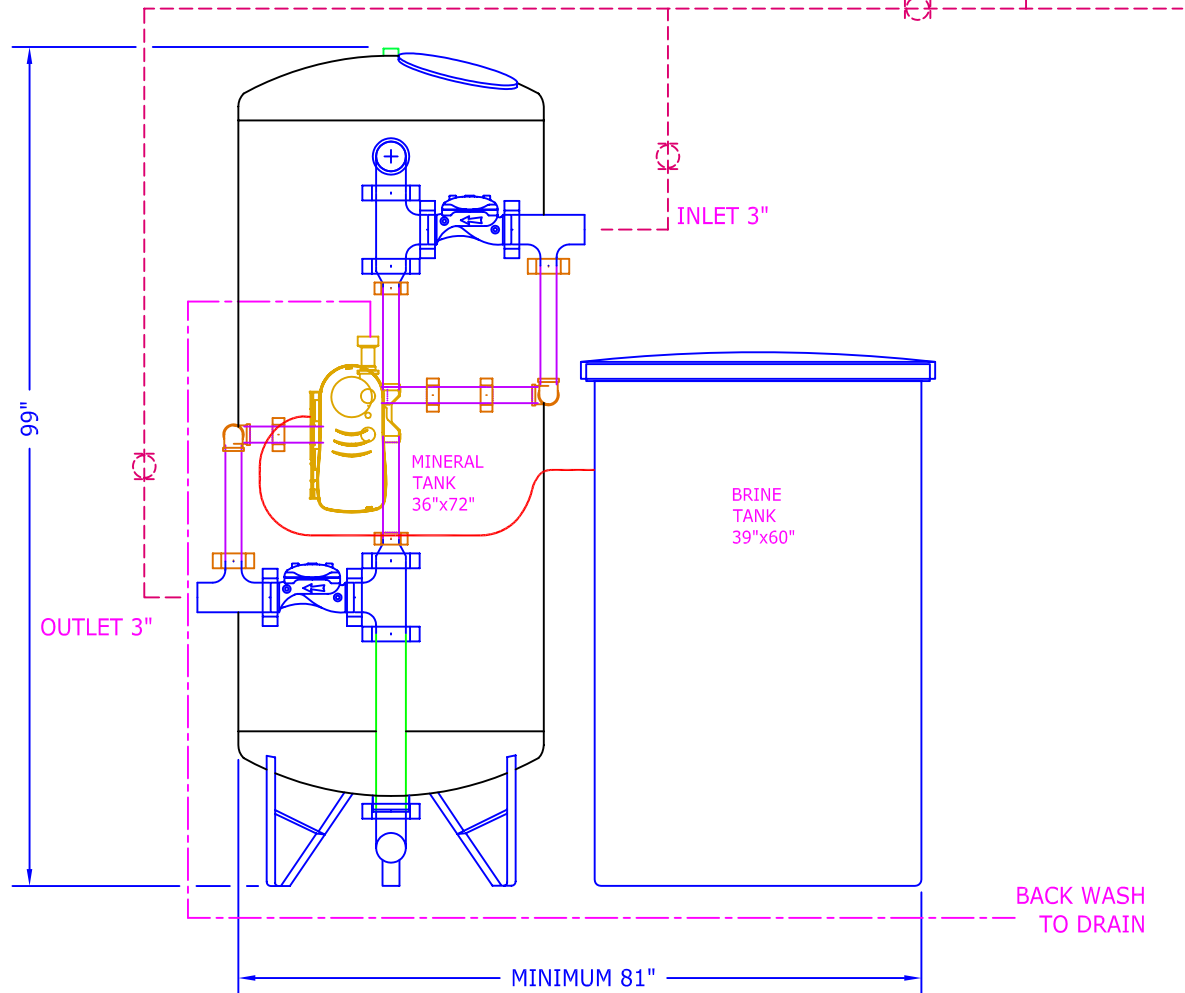 INLET 3"
99"
MINERAL
TANK
36"x72"
BRINE
TANK
39"x60"
OUTLET 3"
BACK WASH
TO DRAIN
MINIMUM 81"